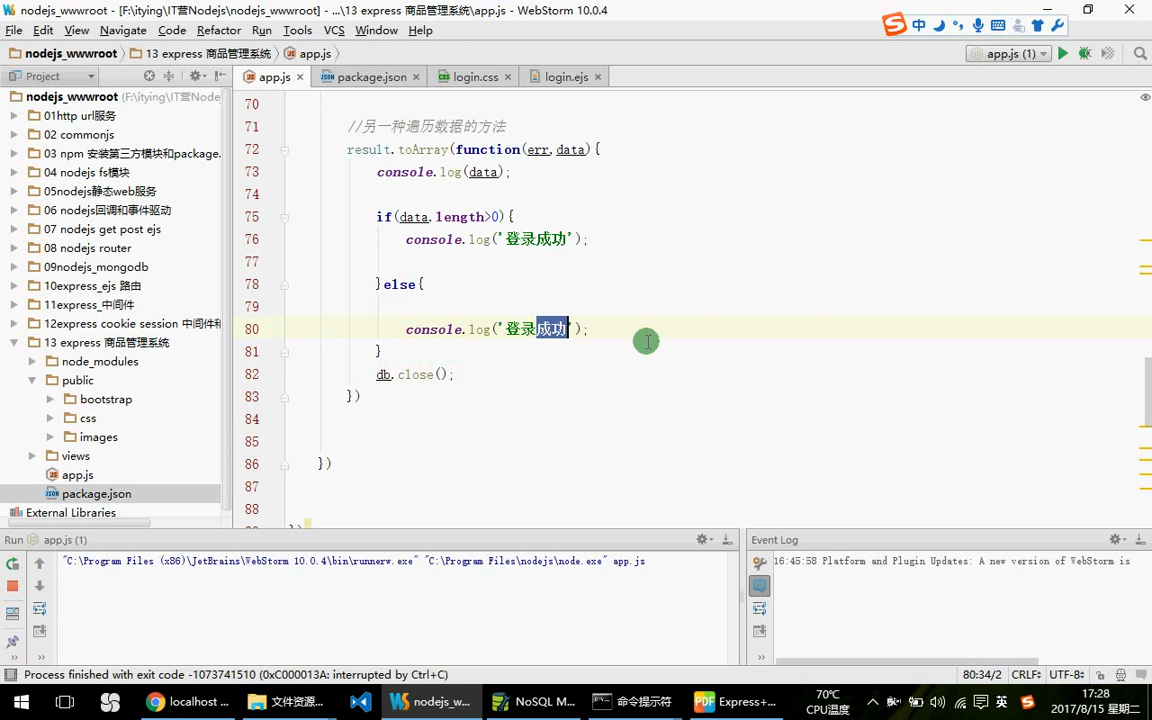 nodejs_wwwroot [F:\itying\IT营Nodejs\nodejs_wwwroot] - ...\13 express 商品管理系统\app.js - WebStorm 10.0.4
File Edit View Navigate Code Refactor Run Tools VCS Window Help
中
nodejs_wwwroot 13 express 商品管理系统 app.js
app.js (1)
Project
app.js package.json login.css login.ejs
nodejs_wwwroot (F:\itying\IT营Node
01http url服务
02 commonjs
03 npm 安装第三方模块和package.
04 nodejs fs模块
05nodejs静态web服务
06 nodejs回调和事件驱动
07 nodejs get post ejs
08 nodejs router
09nodejs_mongodb
10express_ejs 路由
11express_中间件
12express cookie session 中间件和
13 express 商品管理系统
node_modules
public
bootstrap
css
images
views
app.js
package.json
External Libraries
70
71 //另一种遍历数据的方法
72 result.toArray(function(err,data){
73 console.log(data);
74
75 if(data.length>0){
76 console.log('登录成功');
77
78 }else{
79
80 console.log('登录成功');
81 }
82 db.close();
83 })
84
85
86 })
87
88
Run app.js (1)
"C:\Program Files (x86)\JetBrains\WebStorm 10.0.4\bin\runnerw.exe" "C:\Program Files\nodejs\node.exe" app.js
Event Log
16:45:58 Platform and Plugin Updates: A new version of WebStorm is
Process finished with exit code -1073741510 (0xC000013A: interrupted by Ctrl+C)
80:34/2 CRLF UTF-8
localhost ... 文件资源... nodejs_w... NoSQL M... 命令提示符 Express+...
70℃
CPU温度
英
17:28
2017/8/15 星期二